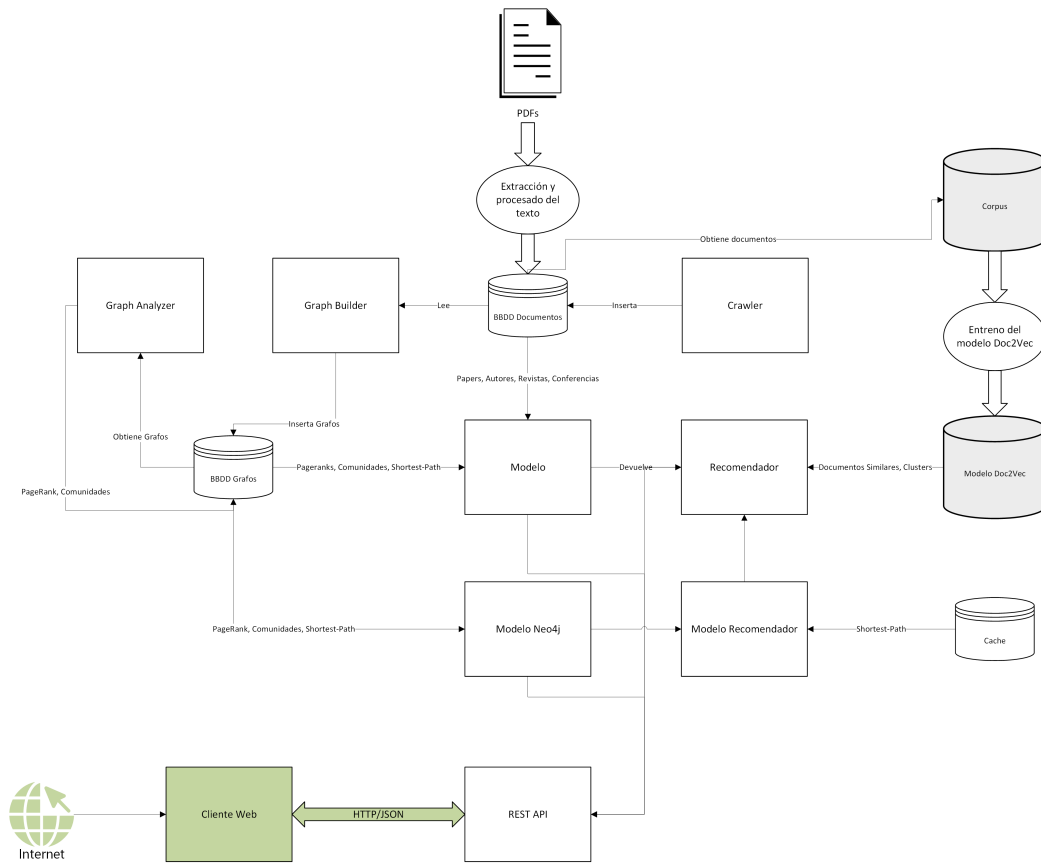 PDFs
Extracción y
procesado del
texto
Corpus
Obtiene documentos
Graph Analyzer
Graph Builder
Lee
BBDD Documentos
Inserta
Crawler
Entreno del
modelo Doc2Vec
Papers, Autores, Revistas, Conferencias
Inserta Grafos
Obtiene Grafos
BBDD Grafos
Pageranks, Comunidades, Shortest-Path
Modelo
Devuelve
Recomendador
Documentos Similares, Clusters
Modelo Doc2Vec
PageRank, Comunidades
PageRank, Comunidades, Shortest-Path
Modelo Neo4j
Modelo Recomendador
Shortest-Path
Cache
Internet
Cliente Web
HTTP/JSON
REST API